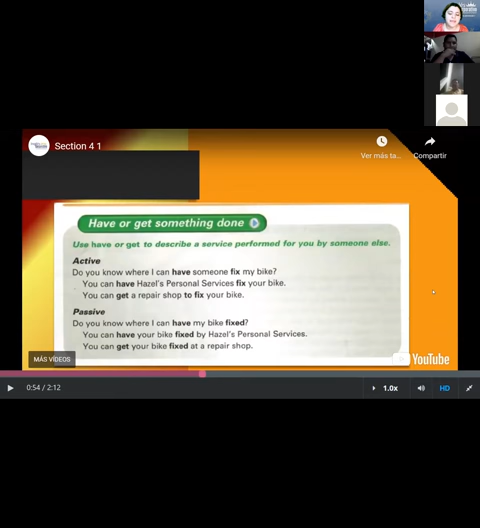 Section 4 1
Ver más ta...
Compartir
Have or get something done
Use have or get to describe a service performed for you by someone else.
Active
Do you know where I can have someone fix my bike?
You can have Hazel's Personal Services fix your bike.
You can get a repair shop to fix your bike.
Passive
Do you know where I can have my bike fixed?
You can have your bike fixed by Hazel's Personal Services.
You can get your bike fixed at a repair shop.
MÁS VÍDEOS
YouTube
0:54 / 2:12
1.0x
HD